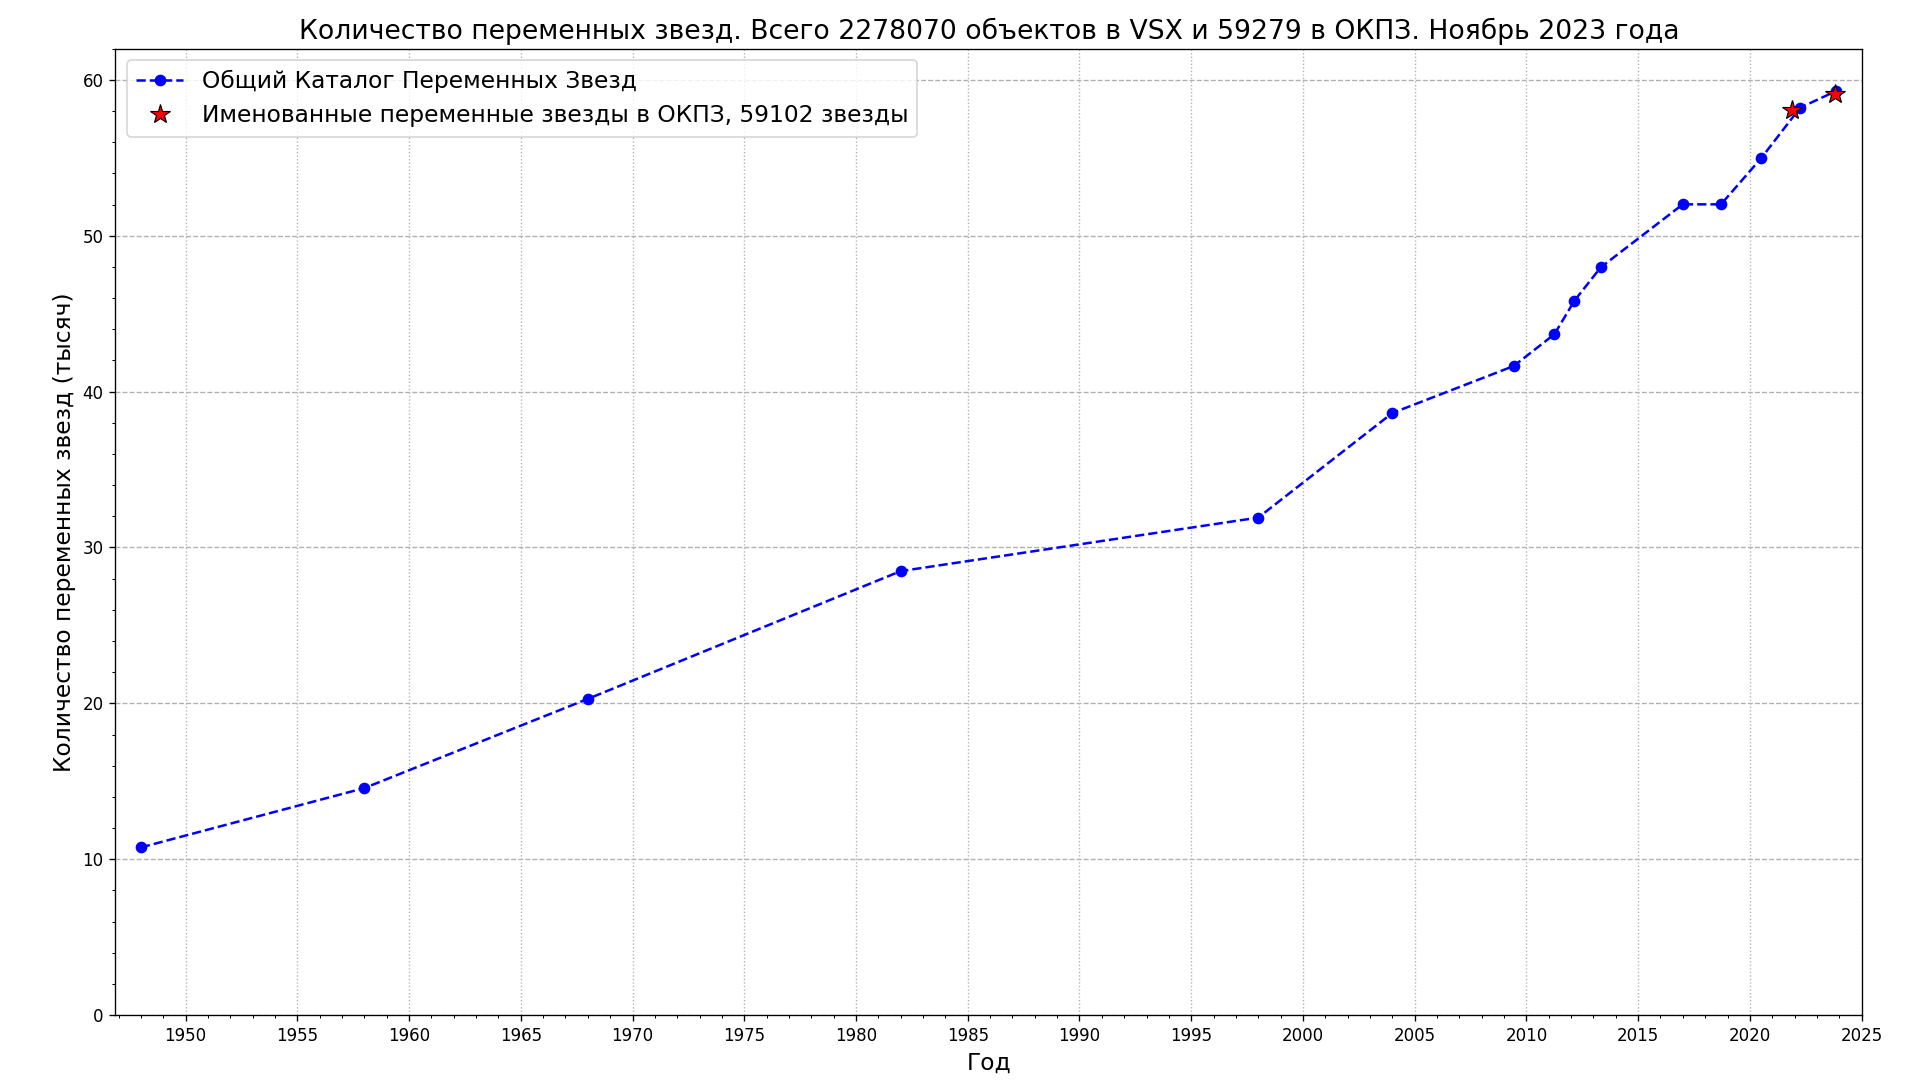 Количество переменных звезд. Всего 2278070 объектов в VSX и 59279 в ОКПЗ. Ноябрь 2023 года
Общий Каталог Переменных Звезд
Именованные переменные звезды в ОКПЗ, 59102 звезды
Количество переменных звезд (тысяч)
60
50
40
30
20
10
0
1950 1955 1960 1965 1970 1975 1980 1985 1990 1995 2000 2005 2010 2015 2020 2025
Год